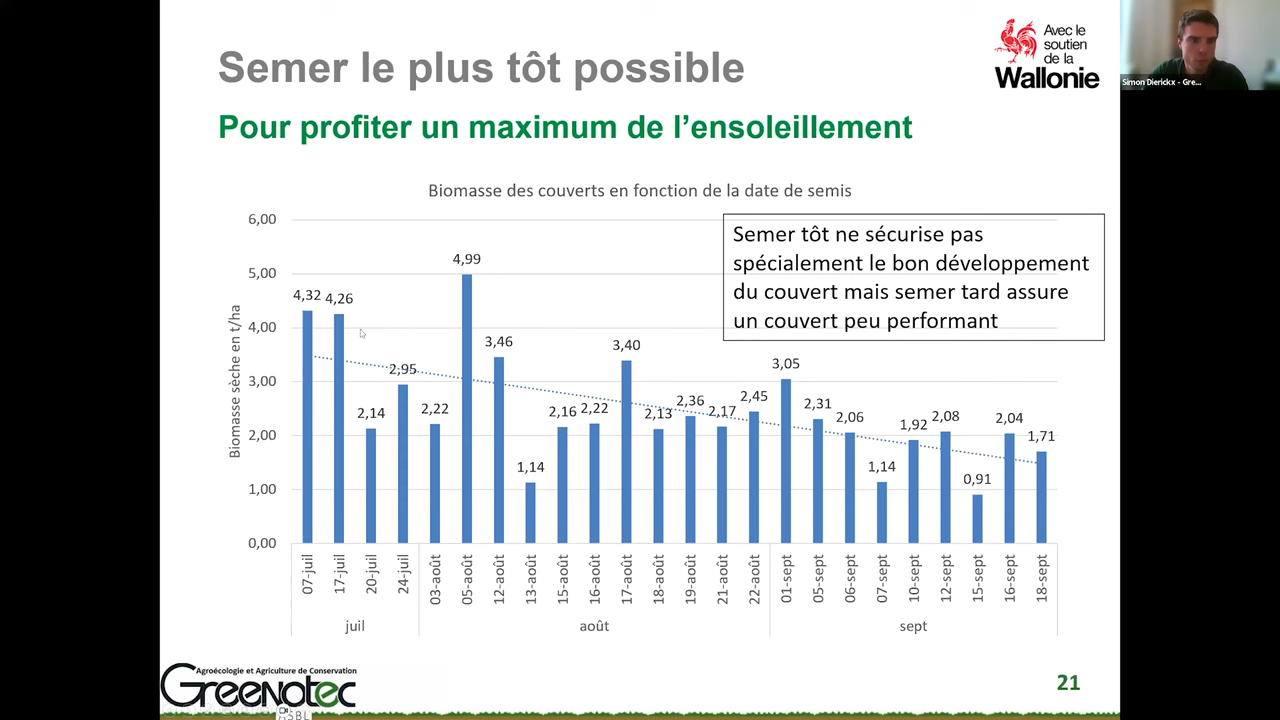 Semer le plus tôt possible
Pour profiter un maximum de l'ensoleillement
Avec le
soutien
de la
Wallonie
Simon Dierickx - Gre...
Biomasse des couverts en fonction de la date de semis
Semer tôt ne sécurise pas
spécialement le bon développement
du couvert mais semer tard assure
un couvert peu performant
Biomasse sèche en t/ha
6,00
5,00
4,00
3,00
2,00
1,00
0,00
4,32
4,26
2,14
2,95
2,22
4,99
3,46
1,14
2,16
2,22
3,40
2,13
2,36
2,17
2,45
3,05
2,31
2,06
1,14
1,92
2,08
0,91
2,04
1,71
07-juil
17-juil
20-juil
24-juil
03-août
05-août
12-août
13-août
15-août
16-août
17-août
18-août
19-août
21-août
22-août
01-sept
05-sept
06-sept
07-sept
10-sept
12-sept
15-sept
16-sept
18-sept
juil
août
sept
Agroécologie et Agriculture de Conservation
Greenotec
SBL
21